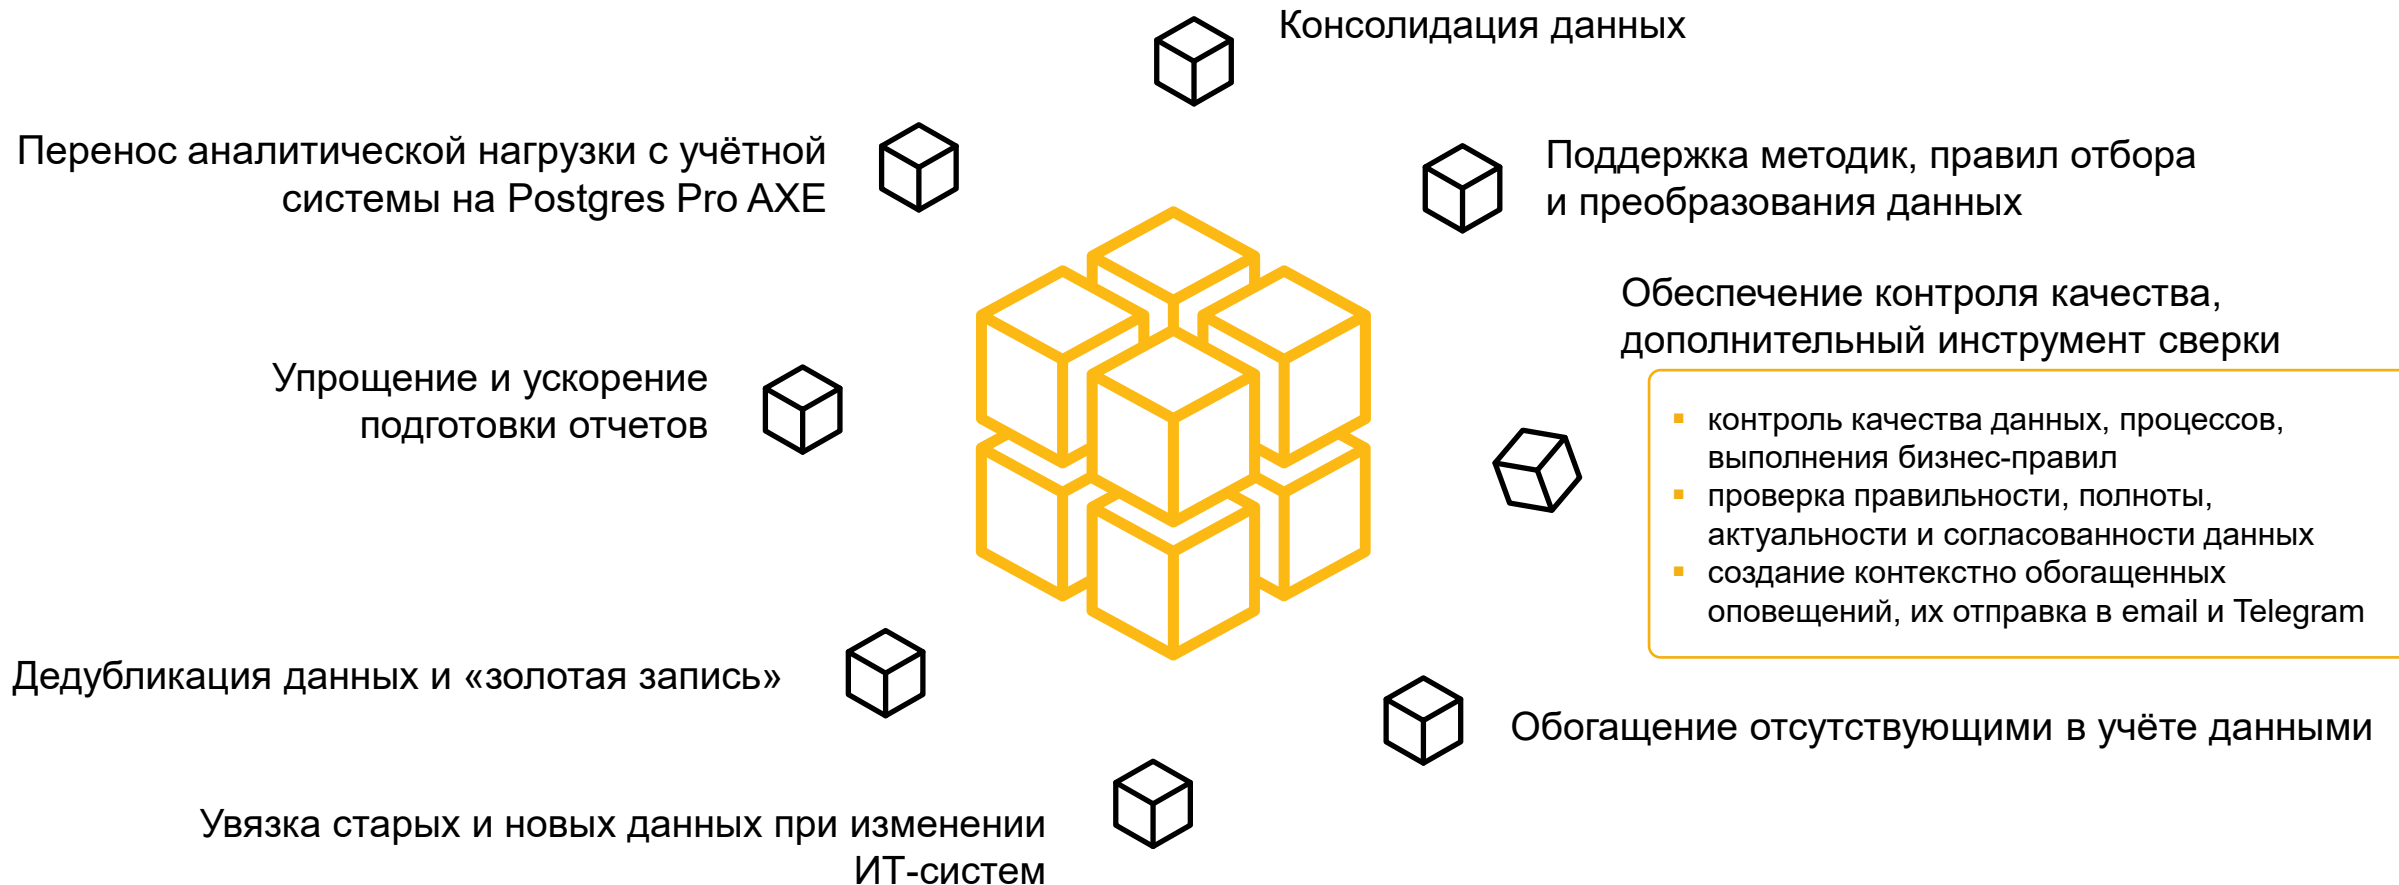 Консолидация данных
Перенос аналитической нагрузки с учётной
системы на Postgres Pro AXE
Поддержка методик, правил отбора
и преобразования данных
Обеспечение контроля качества,
дополнительный инструмент сверки
Упрощение и ускорение
подготовки отчетов
▪ контроль качества данных, процессов,
выполнения бизнес-правил
▪ проверка правильности, полноты,
актуальности и согласованности данных
▪ создание контекстно обогащенных
оповещений, их отправка в email и Telegram
Дедубликация данных и «золотая запись»
Обогащение отсутствующими в учёте данными
Увязка старых и новых данных при изменении
ИТ-систем